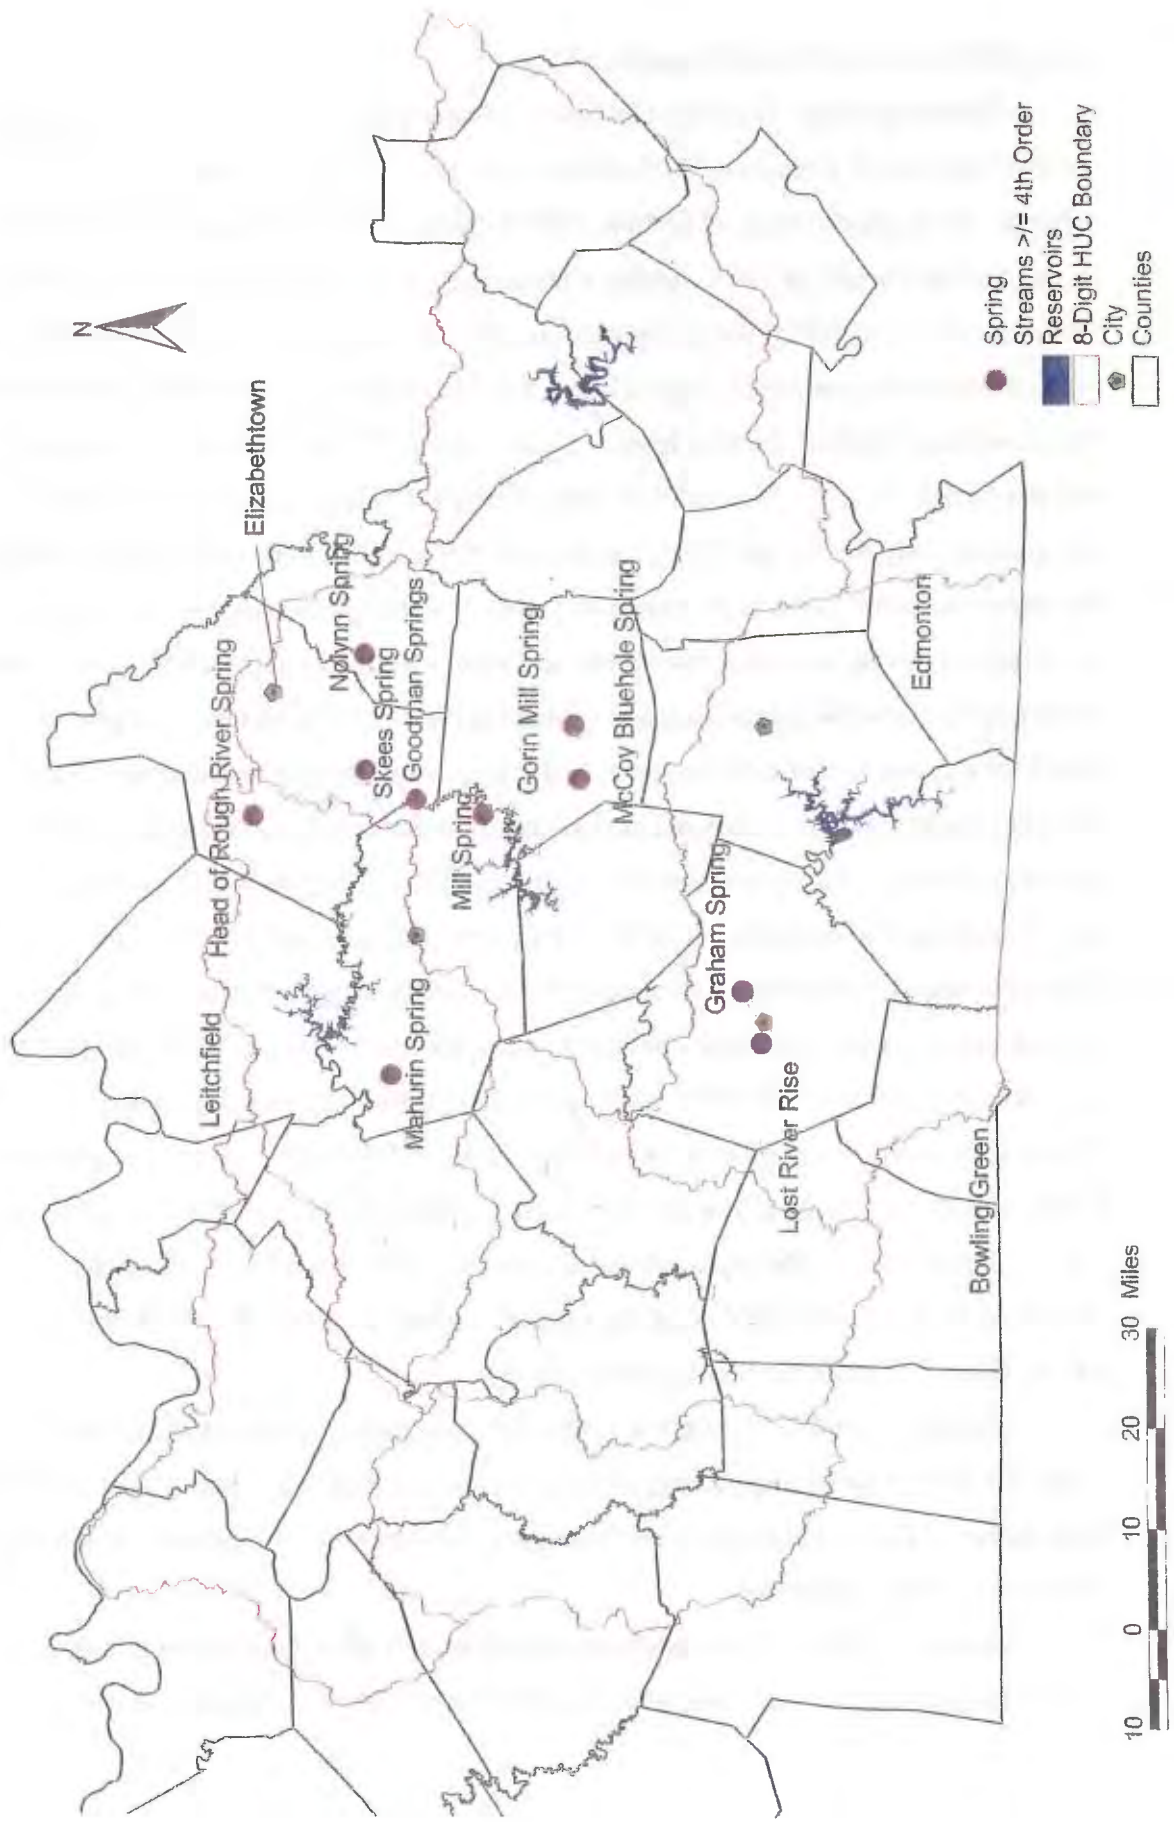 N
Elizabethtown
Head of Rough River Spring
Nolynn Spring
Skees Spring
Goodman Springs
Leitchfield
Mill Spring
Mahurin Spring
Gorin Mill Spring
McCoy Bluehole Spring
Graham Spring
Lost River Rise
Edmonton
Bowling Green
Spring
Streams >/= 4th Order
Reservoirs
8-Digit HUC Boundary
City
Counties
10 0 10 20 30 Miles